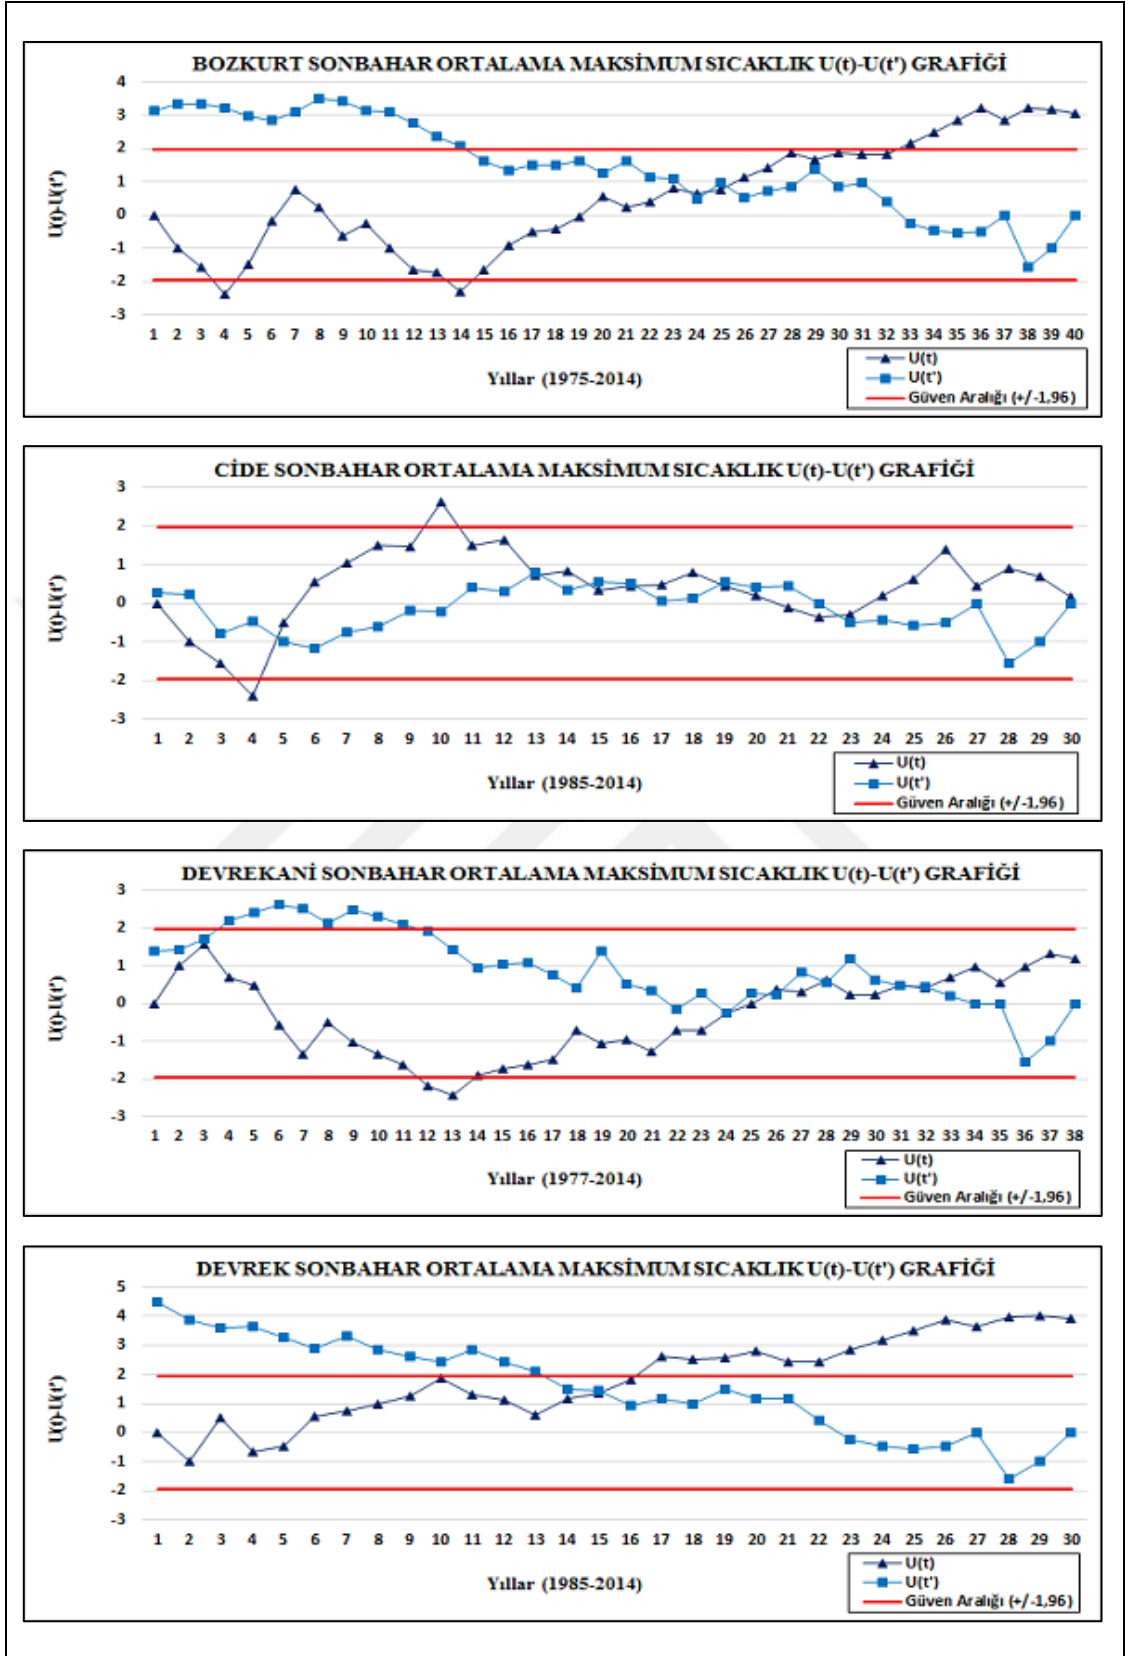 BOZKURT SONBAHAR ORTALAMA MAKSİMUM SICAKLIK U(t)-U(t') GRAFİĞİ
4
3
2
1
0
-1
-2
-3
U(t)-U(t')
1 2 3 4 5 6 7 8 9 10 11 12 13 14 15 16 17 18 19 20 21 22 23 24 25 26 27 28 29 30 31 32 33 34 35 36 37 38 39 40
Yıllar (1975-2014)
U(t)
U(t')
Güven Aralığı (+/-1,96)
CİDE SONBAHAR ORTALAMA MAKSİMUM SICAKLIK U(t)-U(t') GRAFİĞİ
3
2
1
0
-1
-2
-3
U(t)-U(t')
1 2 3 4 5 6 7 8 9 10 11 12 13 14 15 16 17 18 19 20 21 22 23 24 25 26 27 28 29 30
Yıllar (1985-2014)
U(t)
U(t')
Güven Aralığı (+/-1,96)
DEVREKANİ SONBAHAR ORTALAMA MAKSİMUM SICAKLIK U(t)-U(t') GRAFİĞİ
3
2
1
0
-1
-2
-3
U(t)-U(t')
1 2 3 4 5 6 7 8 9 10 11 12 13 14 15 16 17 18 19 20 21 22 23 24 25 26 27 28 29 30 31 32 33 34 35 36 37 38
Yıllar (1977-2014)
U(t)
U(t')
Güven Aralığı (+/-1,96)
DEVREK SONBAHAR ORTALAMA MAKSİMUM SICAKLIK U(t)-U(t') GRAFİĞİ
5
4
3
2
1
0
-1
-2
-3
U(t)-U(t')
1 2 3 4 5 6 7 8 9 10 11 12 13 14 15 16 17 18 19 20 21 22 23 24 25 26 27 28 29 30
Yıllar (1985-2014)
U(t)
U(t')
Güven Aralığı (+/-1,96)